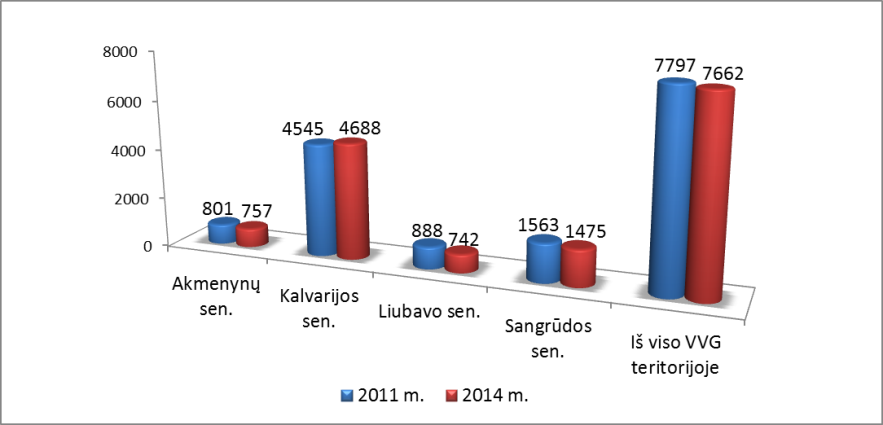 8000
6000
4000
2000
0
801
757
4545
4688
888
742
1563
1475
7797
7662
Akmenynų
sen.
Kalvarijos
sen.
Liubavo sen.
Sangrūdos
sen.
Iš viso VVG
teritorijoje
2011 m.
2014 m.